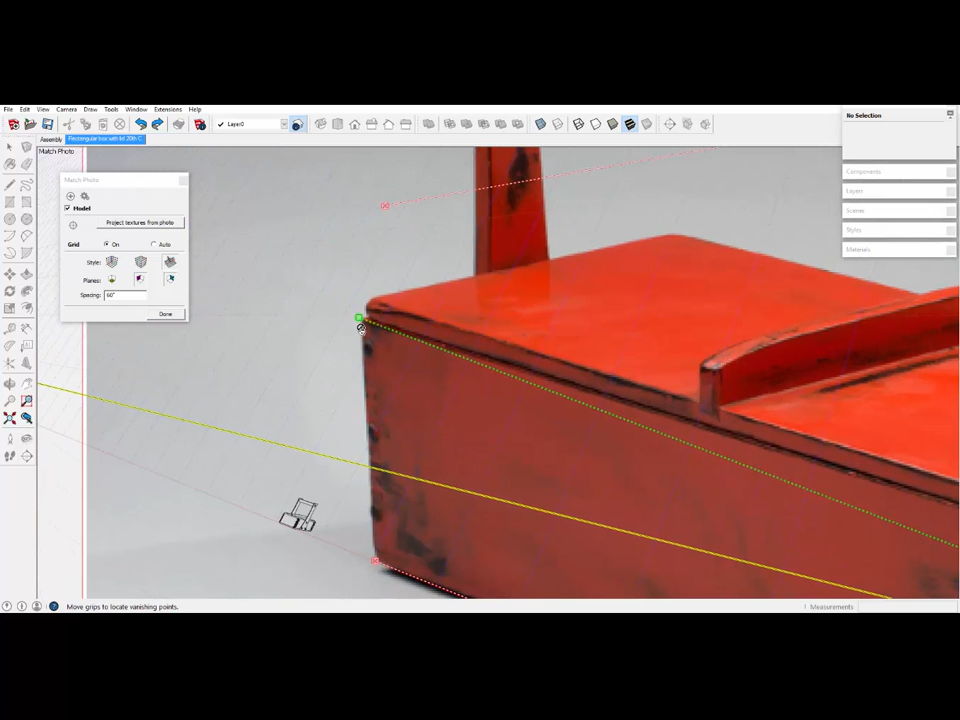 File Edit View Camera Draw Tools Window Extensions Help
Layer0
No Selection
Assembly
Match Photo
Match Photo
Components
Model
Layers
Project textures from photo
Scenes
Styles
Grid On Auto
Materials
Style:
Planes:
Spacing: 60"
Done
Move grips to locate vanishing points.
Measurements